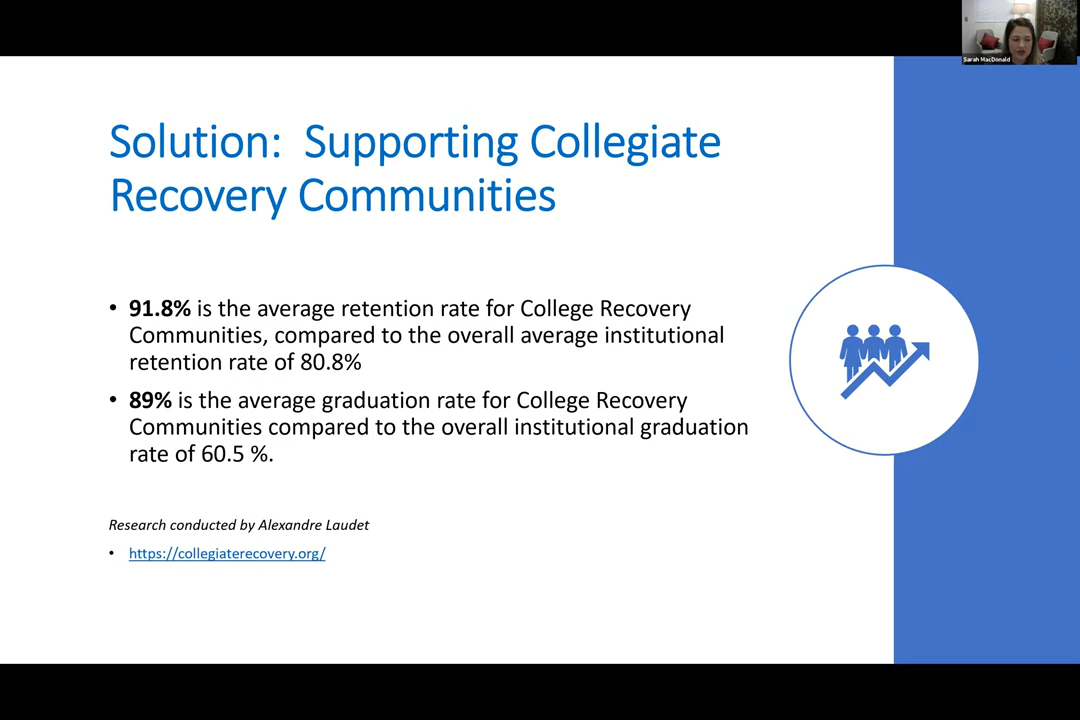 Sarah MacDonald
Solution:  Supporting Collegiate
Recovery Communities
• 91.8% is the average retention rate for College Recovery
Communities, compared to the overall average institutional
retention rate of 80.8%
• 89% is the average graduation rate for College Recovery
Communities compared to the overall institutional graduation
rate of 60.5 %.
Research conducted by Alexandre Laudet
• https://collegiaterecovery.org/